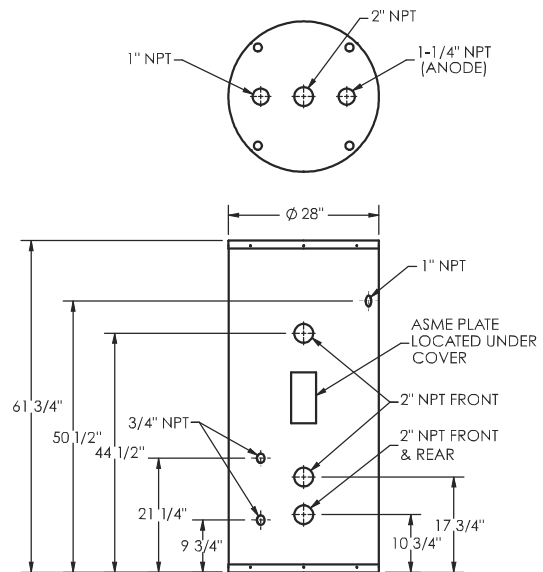 2" NPT
1" NPT
1-1/4" NPT
(ANODE)
Ø 28"
1" NPT
ASME PLATE
LOCATED UNDER
COVER
61 3/4"
50 1/2"
44 1/2"
3/4" NPT
2" NPT FRONT
2" NPT FRONT
& REAR
21 1/4"
9 3/4"
17 3/4"
10 3/4"